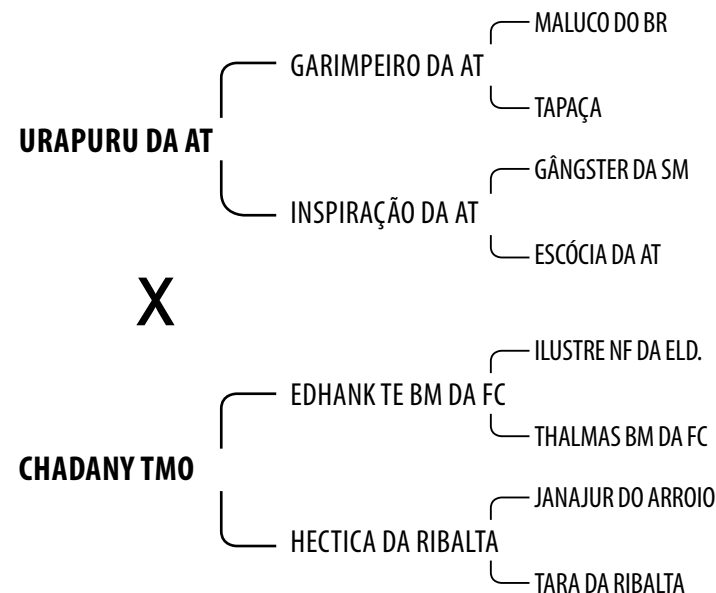 MALUCO DO BR
GARIMPEIRO DA AT
TAPAÇA
URAPURU DA AT
GÂNGSTER DA SM
INSPIRAÇÃO DA AT
ESCÓCIA DA AT
X
ILUSTRE NF DA ELD.
EDHANK TE BM DA FC
THALMAS BM DA FC
CHADANY TMO
JANAJUR DO ARROIO
HECTICA DA RIBALTA
TARA DA RIBALTA